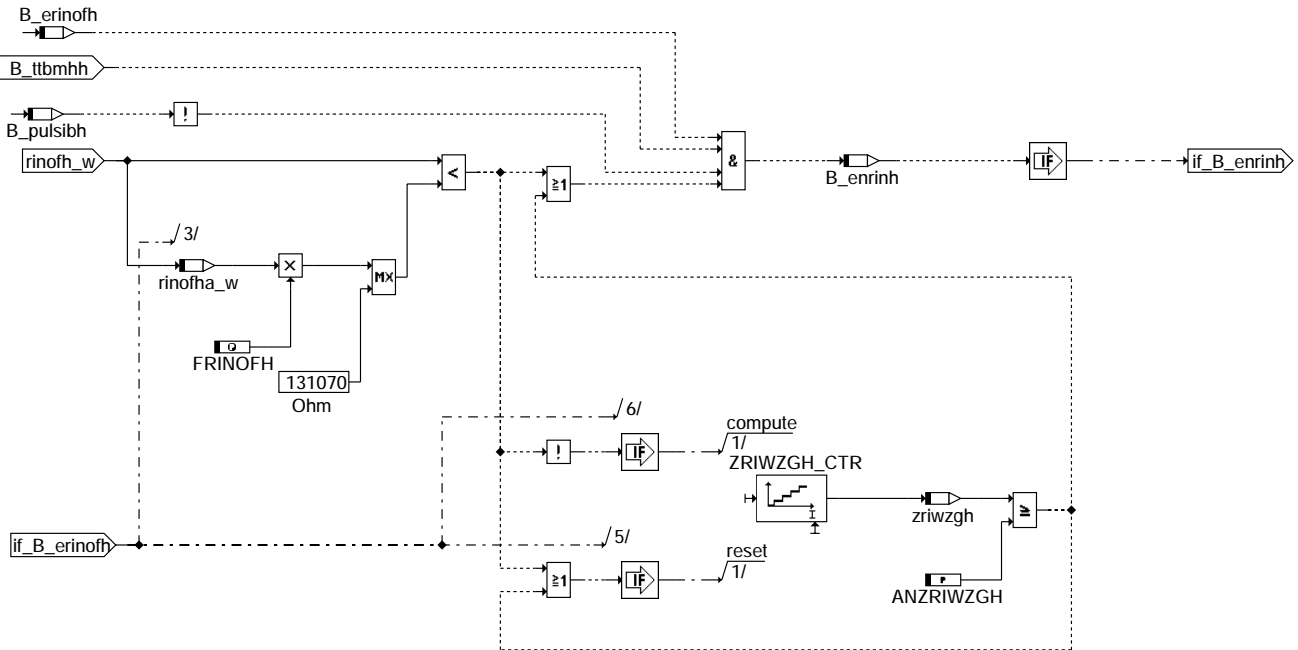 B_erinofh
B_ttbmhh
B_pulsibh
!
rinofh_w
<
≥1
&
B_enrinh
IF
if_B_enrinh
3/
rinofha_w
×
MX
FRINOFH
131070
Ohm
6/
!
IF
compute
1/
ZRIWZGH_CTR
zriwzgh
≥
if_B_erinofh
5/
≥1
IF
reset
1/
P
ANZRIWZGH